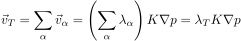 $\vec{v}_T = \sum_{\alpha} \vec{v}_{\alpha} = \left( \sum_{\alpha} \lambda_{\alpha} \right) K \nabla p = \lambda_T K \nabla p$